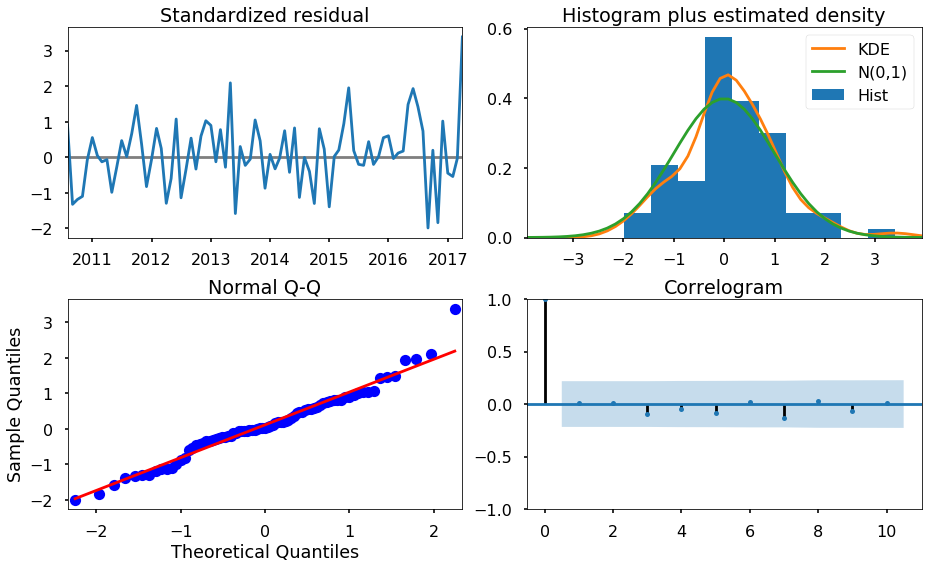 Standardized residual
3
2
1
0
−1
−2
2011 2012 2013 2014 2015 2016 2017
Histogram plus estimated density
0.6
0.4
0.2
0.0
KDE
N(0,1)
Hist
−3 −2 −1 0 1 2 3
Normal Q-Q
Sample Quantiles
3
2
1
0
−1
−2
−2 −1 0 1 2
Theoretical Quantiles
Correlogram
1.0
0.5
0.0
−0.5
−1.0
0 2 4 6 8 10